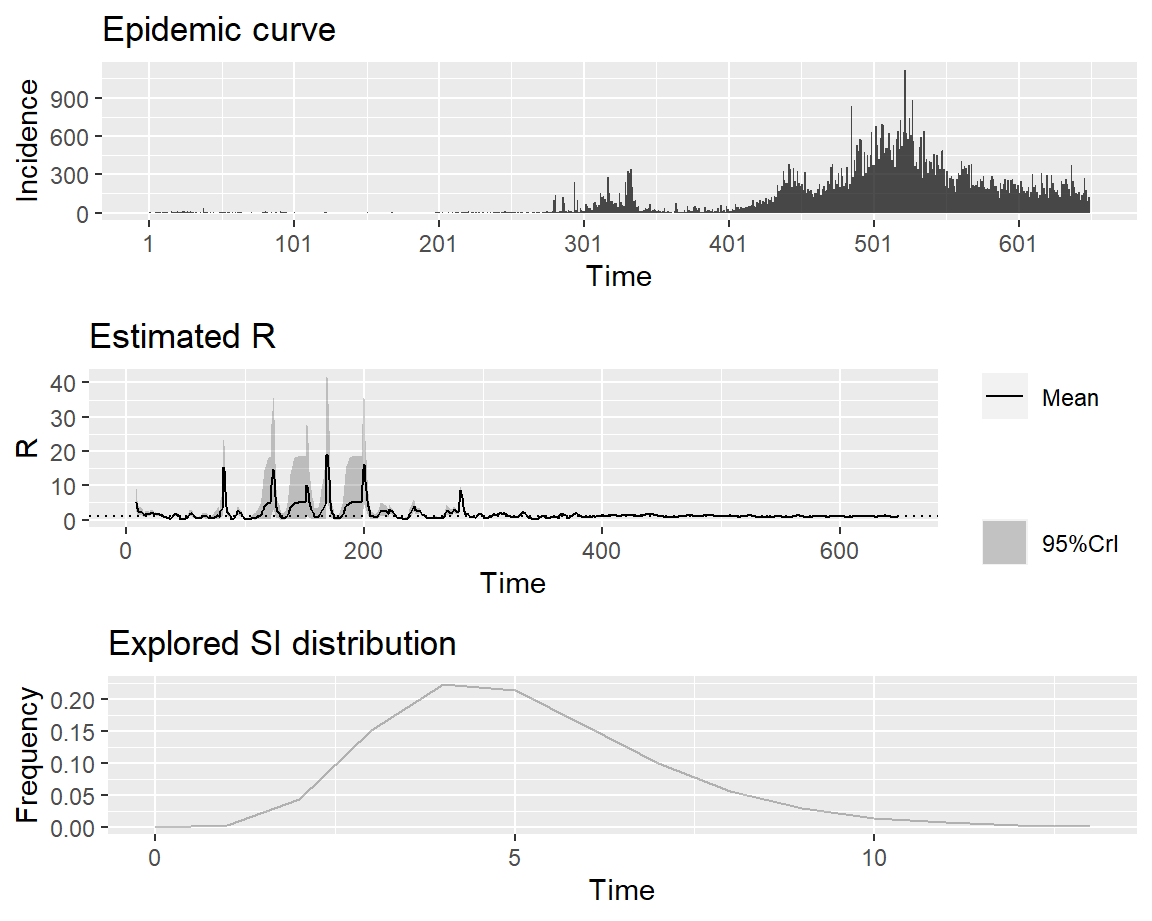 Epidemic curve
Incidence
900
600
300
0
1 101 201 301 401 501 601
Time
Estimated R
R
40
30
20
10
0
0 200 400 600
Time
Mean
95%CrI
Explored SI distribution
Frequency
0.20
0.15
0.10
0.05
0.00
0 5 10
Time